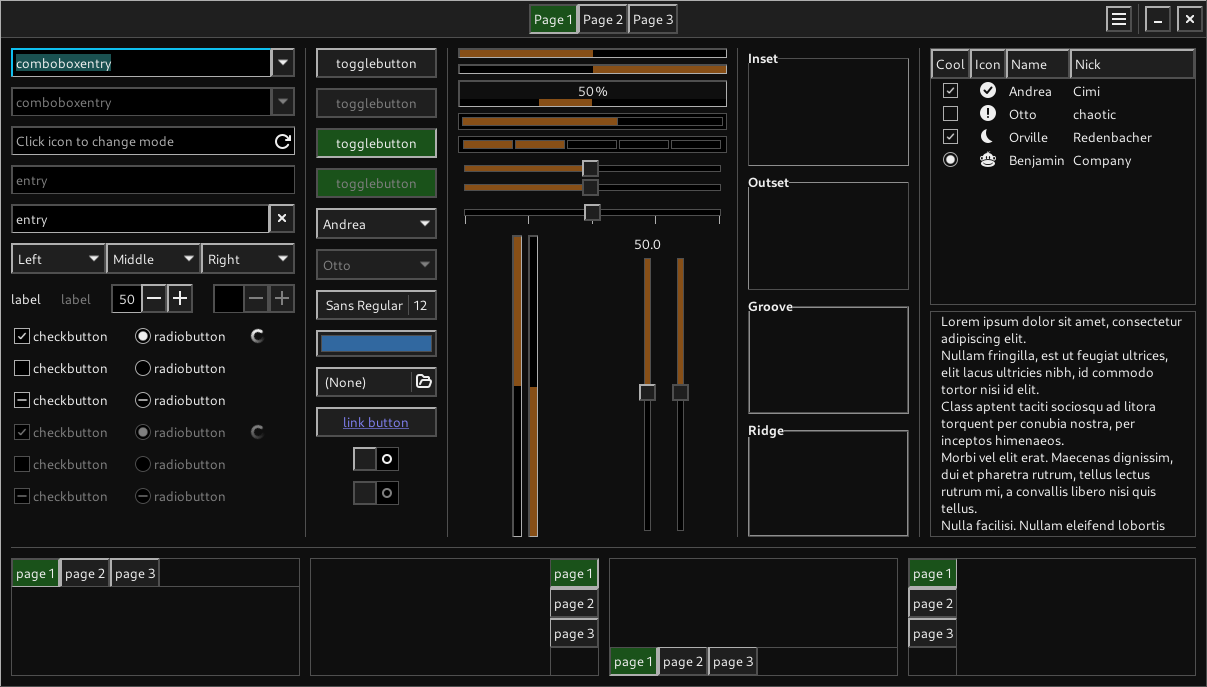 Page 1 Page 2 Page 3
comboboxentry
comboboxentry
Click icon to change mode
entry
entry
Left Middle Right
label label 50
checkbutton radiobutton
checkbutton radiobutton
checkbutton radiobutton
checkbutton radiobutton
checkbutton radiobutton
checkbutton radiobutton
togglebutton
togglebutton
togglebutton
togglebutton
Andrea
Otto
Sans Regular 12
(None)
link button
50 %
50.0
Inset
Outset
Groove
Ridge
Cool Icon Name Nick
Andrea Cimi
Otto chaotic
Orville Redenbacher
Benjamin Company
Lorem ipsum dolor sit amet, consectetur
adipiscing elit.
Nullam fringilla, est ut feugiat ultrices,
elit lacus ultricies nibh, id commodo
tortor nisi id elit.
Class aptent taciti sociosqu ad litora
torquent per conubia nostra, per
inceptos himenaeos.
Morbi vel elit erat. Maecenas dignissim,
dui et pharetra rutrum, tellus lectus
rutrum mi, a convallis libero nisi quis
tellus.
Nulla facilisi. Nullam eleifend lobortis
page 1 page 2 page 3
page 1
page 2
page 3
page 1 page 2 page 3
page 1
page 2
page 3